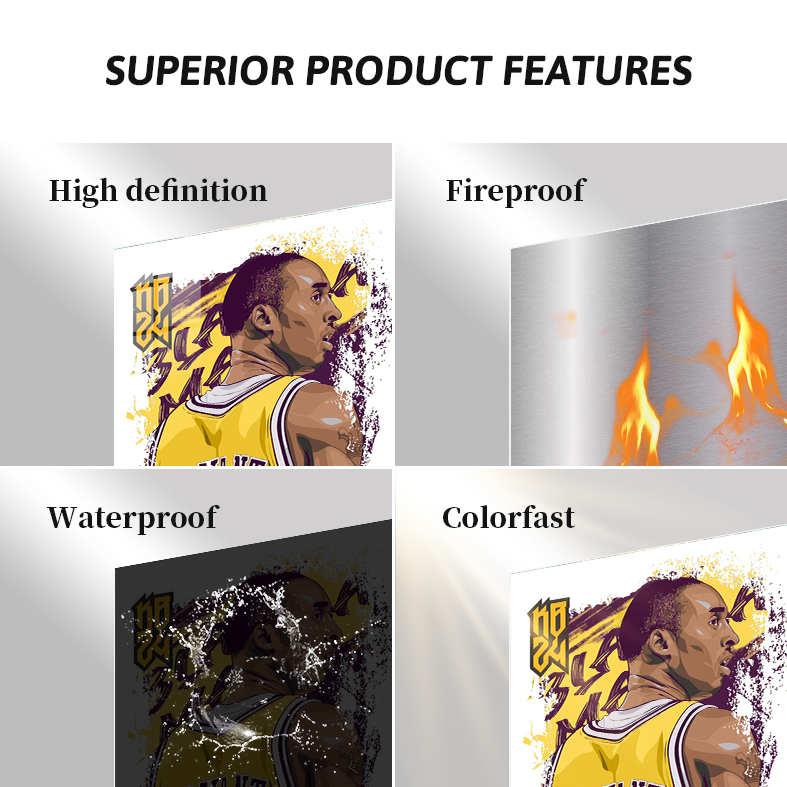 SUPERIOR PRODUCT FEATURES
High definition
Fireproof
Waterproof
Colorfast